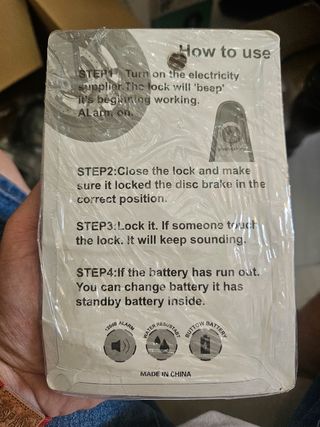 How to use
STEP1: Turn on the electricity
supplier.The lock will 'beep'
it's beginning working.
ALarm on.
STEP2:Close the lock and make
sure it locked the disc brake in the
correct position.
STEP3:Lock it. If someone touch
the lock. It will keep sounding.
STEP4:If the battery has run out.
You can change battery it has
standby battery inside.
ALARM
WATER RESISTANT
BUTTOW BATTERY
MADE IN CHINA